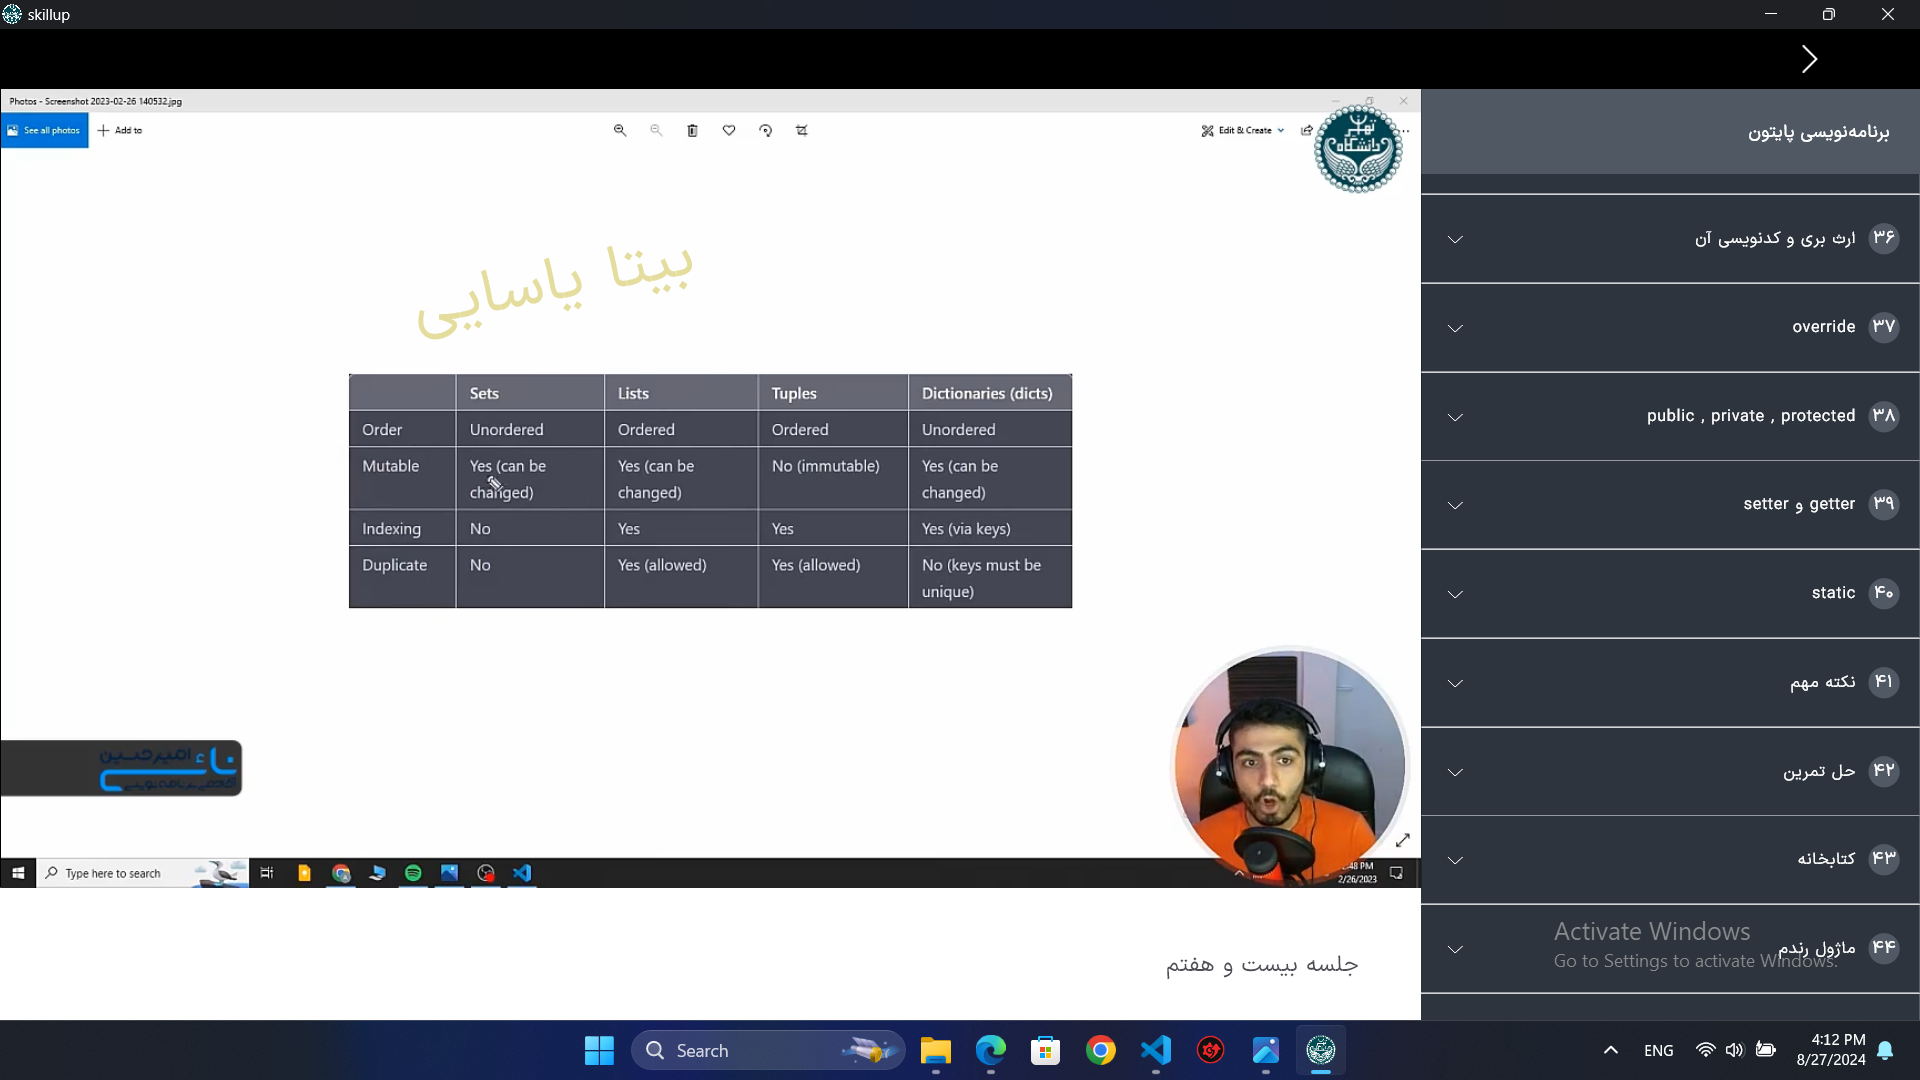 skillup
Photos - Screenshot 2023-02-26 140532.jpg
See all photos
Add to
Edit & Create
دانشگاه
تهران
بیتا یاسایی
Sets Lists Tuples Dictionaries (dicts)
Order Unordered Ordered Ordered Unordered
Mutable Yes (can be changed) Yes (can be changed) No (immutable) Yes (can be changed)
Indexing No Yes Yes Yes (via keys)
Duplicate No Yes (allowed) Yes (allowed) No (keys must be unique)
امیرحسین
Type here to search
:48 PM
2/26/2023
جلسه بیست و هفتم
برنامه‌نویسی پایتون
۳۶ ارث بری و کدنویسی آن
۳۷ override
۳۸ public , private , protected
۳۹ getter و setter
۴۰ static
۴۱ نکته مهم
۴۲ حل تمرین
۴۳ کتابخانه
۴۴ ماژول رندم
Activate Windows
Go to Settings to activate Windows.
Search
ENG
4:12 PM
8/27/2024